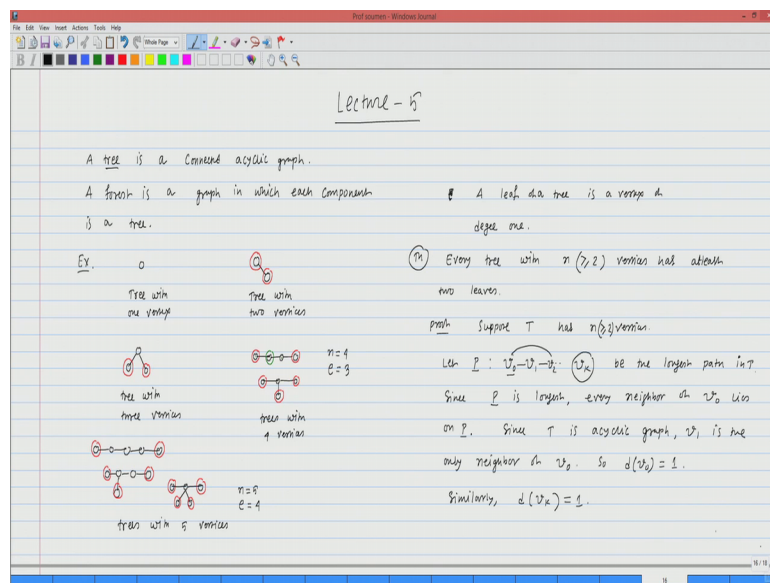 Prof soumen - Windows Journal
File Edit View Insert Actions Tools Help
Whole Page
B I
Lecture - 5
A tree is a connected acyclic graph.
A forest is a graph in which each component
is a tree.
Ex.
Tree with
one vertex
Tree with
two vertices
tree with
three vertices
n = 4
e = 3
trees with
4 vertices
n = 5
e = 4
trees with 5 vertices
A leaf of a tree is a vertex of
degee one.
Th Every tree with n (≥ 2) vertices has atleast
two leaves.
Proof Suppose T has n(≥2) vertices.
Let P : v₀ - v₁ - v₂ ... vₖ be the longest path in T.
Since P is longest, every neighbor of v₀ lies
on P. Since T is acyclic graph, v₁ is the
only neighbor of v₀. So d(v₀) = 1.
Similarly, d(vₖ) = 1.
16 / 18
16